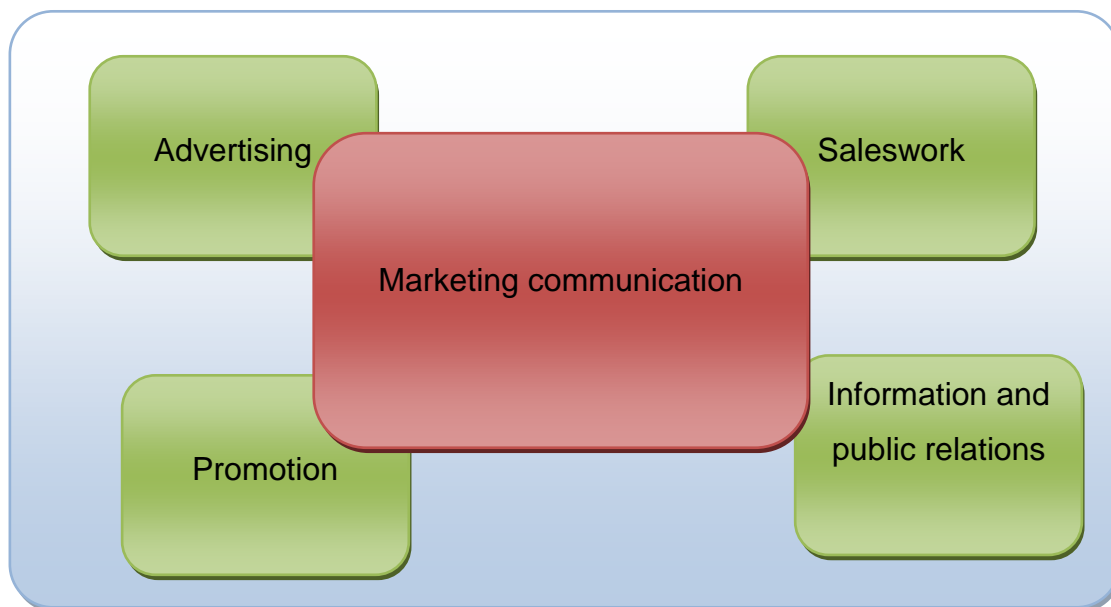 Advertising
Saleswork
Marketing communication
Promotion
Information and
public relations